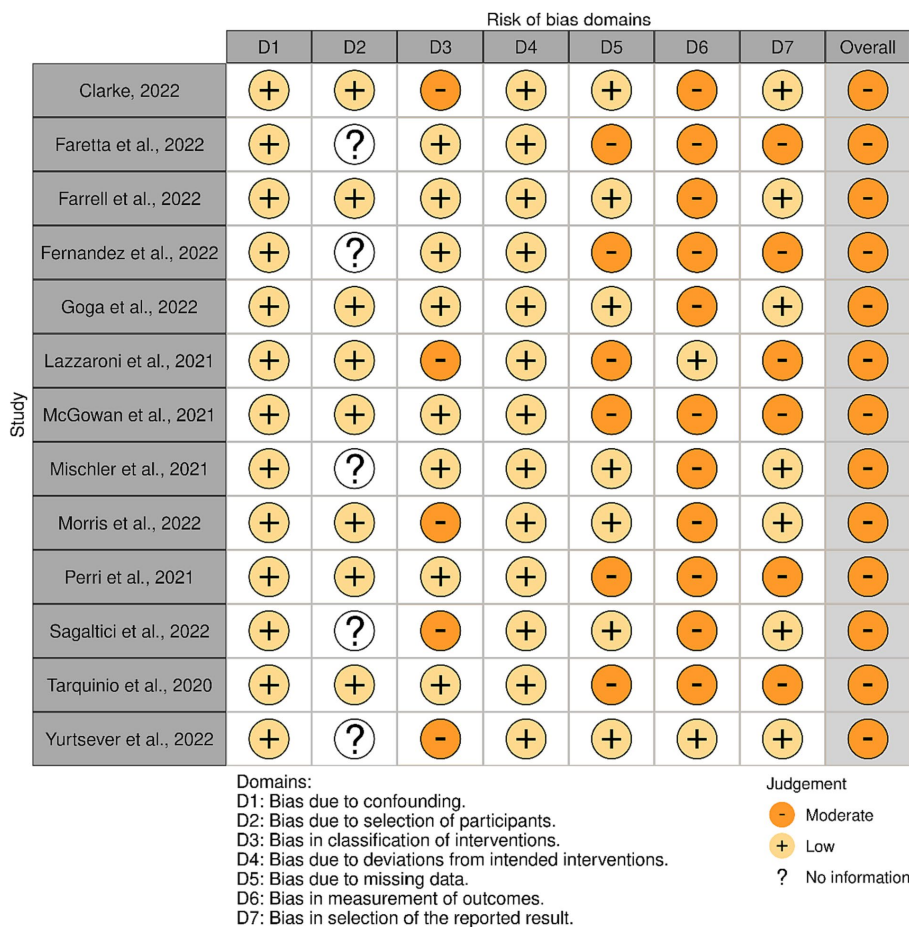 Risk of bias domains
D1 D2 D3 D4 D5 D6 D7 Overall
Study
Clarke, 2022 + + - + + - + -
Faretta et al., 2022 + ? + + - - - -
Farrell et al., 2022 + + + + + - + -
Fernandez et al., 2022 + ? + + - - - -
Goga et al., 2022 + + + + + - + -
Lazzaroni et al., 2021 + + - + - + - -
McGowan et al., 2021 + + + + - - - -
Mischler et al., 2021 + ? + + + - + -
Morris et al., 2022 + + - + + - + -
Perri et al., 2021 + + + + - - - -
Sagaltici et al., 2022 + ? - + + - + -
Tarquinio et al., 2020 + + + + - - - -
Yurtsever et al., 2022 + ? - + + + + -
Domains:
D1: Bias due to confounding.
D2: Bias due to selection of participants.
D3: Bias in classification of interventions.
D4: Bias due to deviations from intended interventions.
D5: Bias due to missing data.
D6: Bias in measurement of outcomes.
D7: Bias in selection of the reported result.
Judgement
- Moderate
+ Low
? No information